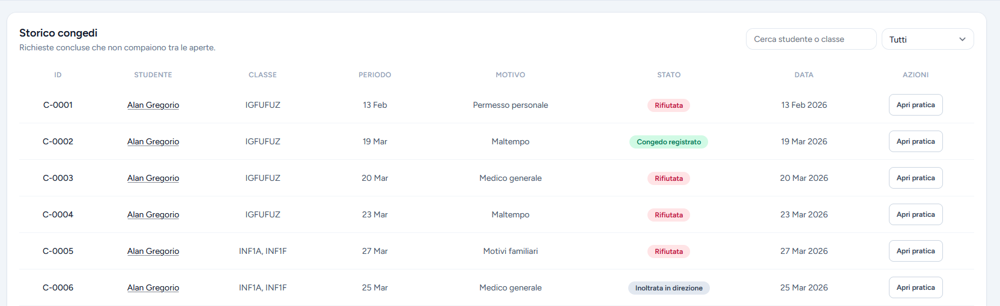 Storico congedi
Richieste concluse che non compaiono tra le aperte.
Cerca studente o classe Tutti
ID STUDENTE CLASSE PERIODO MOTIVO STATO DATA AZIONI
C-0001 Alan Gregorio IGFUFUZ 13 Feb Permesso personale Rifiutata 13 Feb 2026 Apri pratica
C-0002 Alan Gregorio IGFUFUZ 19 Mar Maltempo Congedo registrato 19 Mar 2026 Apri pratica
C-0003 Alan Gregorio IGFUFUZ 20 Mar Medico generale Rifiutata 20 Mar 2026 Apri pratica
C-0004 Alan Gregorio IGFUFUZ 23 Mar Maltempo Rifiutata 23 Mar 2026 Apri pratica
C-0005 Alan Gregorio INF1A, INF1F 27 Mar Motivi familiari Rifiutata 27 Mar 2026 Apri pratica
C-0006 Alan Gregorio INF1A, INF1F 25 Mar Medico generale Inoltrata in direzione 25 Mar 2026 Apri pratica